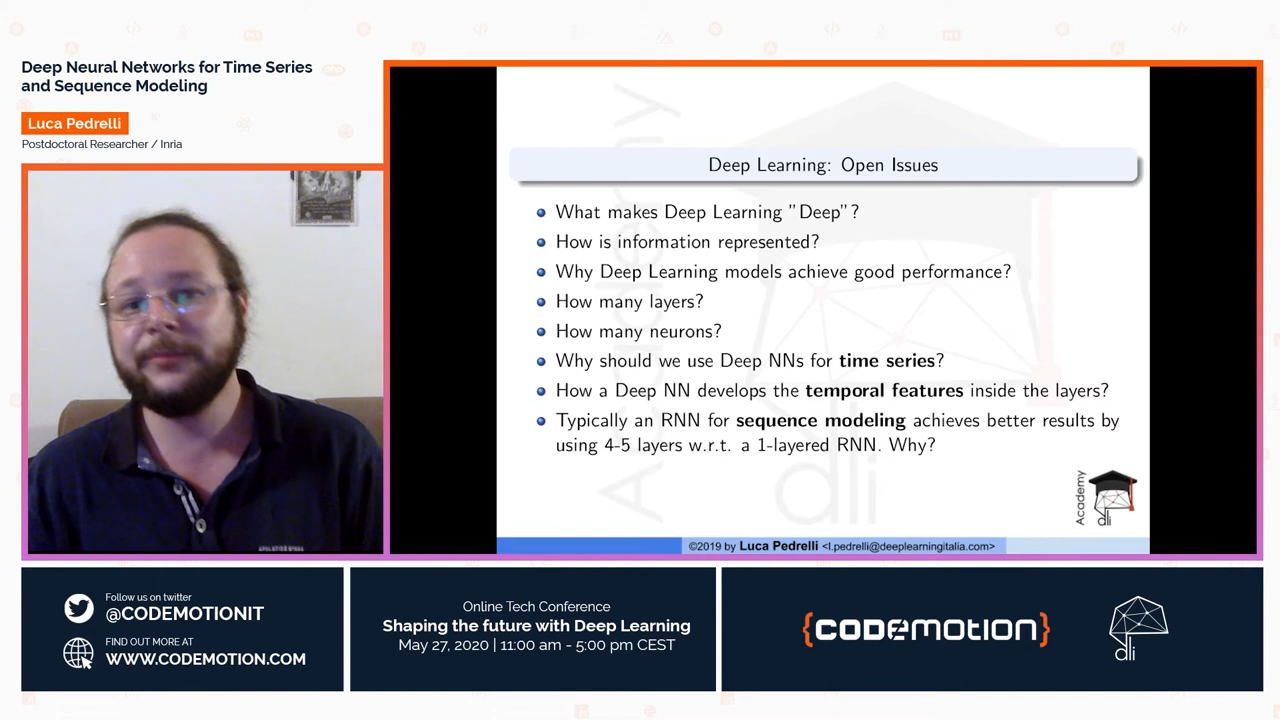 Deep Neural Networks for Time Series
and Sequence Modeling
Luca Pedrelli
Postdoctoral Researcher / Inria
Academy
dli
Deep Learning: Open Issues
What makes Deep Learning "Deep"?
How is information represented?
Why Deep Learning models achieve good performance?
How many layers?
How many neurons?
Why should we use Deep NNs for time series?
How a Deep NN develops the temporal features inside the layers?
Typically an RNN for sequence modeling achieves better results by
using 4-5 layers w.r.t. a 1-layered RNN. Why?
Academy
dli
©2019 by Luca Pedrelli <l.pedrelli@deeplearningitalia.com>
Follow us on twitter
@CODEMOTIONIT
FIND OUT MORE AT
WWW.CODEMOTION.COM
Online Tech Conference
Shaping the future with Deep Learning
May 27, 2020 | 11:00 am - 5:00 pm CEST
{CODEMOTION}
dli